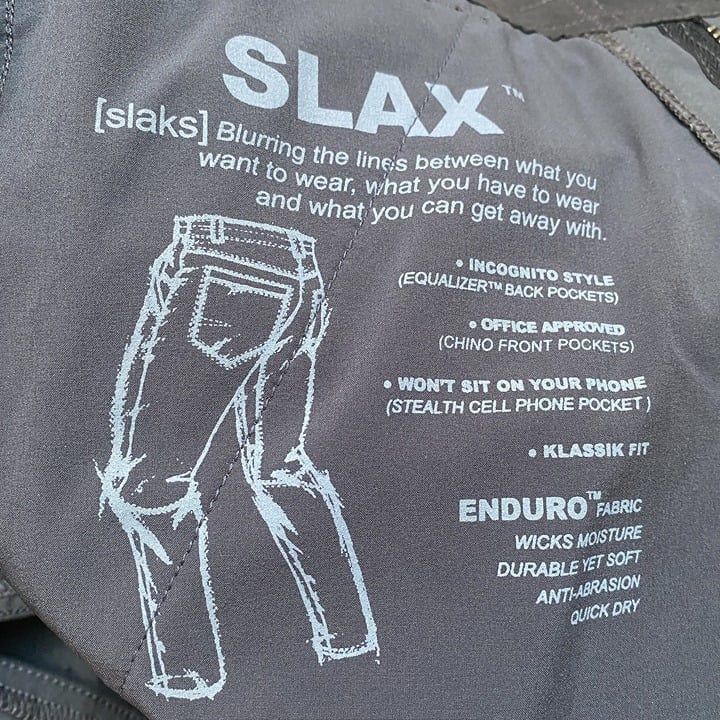 SLAX™
[slaks] Blurring the lines between what you
want to wear, what you have to wear
and what you can get away with.
• INCOGNITO STYLE
(EQUALIZER™ BACK POCKETS)
• OFFICE APPROVED
(CHINO FRONT POCKETS)
• WON'T SIT ON YOUR PHONE
(STEALTH CELL PHONE POCKET )
• KLASSIK FIT
ENDURO™ FABRIC
WICKS MOISTURE
DURABLE YET SOFT
ANTI-ABRASION
QUICK DRY